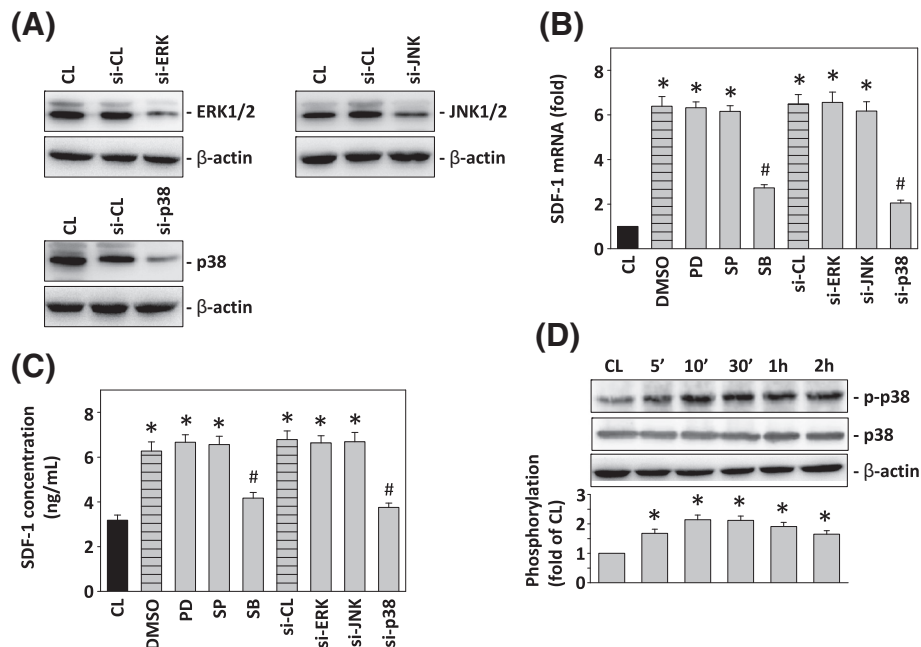 (A)
CL si-CL si-ERK
- ERK1/2
- β-actin
CL si-CL si-JNK
- JNK1/2
- β-actin
CL si-CL si-p38
- p38
- β-actin
(B)
SDF-1 mRNA (fold)
8
6
4
2
0
* * * # * * * #
CL DMSO PD SP SB si-CL si-ERK si-JNK si-p38
(C)
SDF-1 concentration
(ng/mL)
8
6
4
2
0
* * * # * * * #
CL DMSO PD SP SB si-CL si-ERK si-JNK si-p38
(D)
CL 5’ 10’ 30’ 1h 2h
- p-p38
- p38
- β-actin
Phosphorylation
(fold of CL)
3
2
1
0
* * * * *